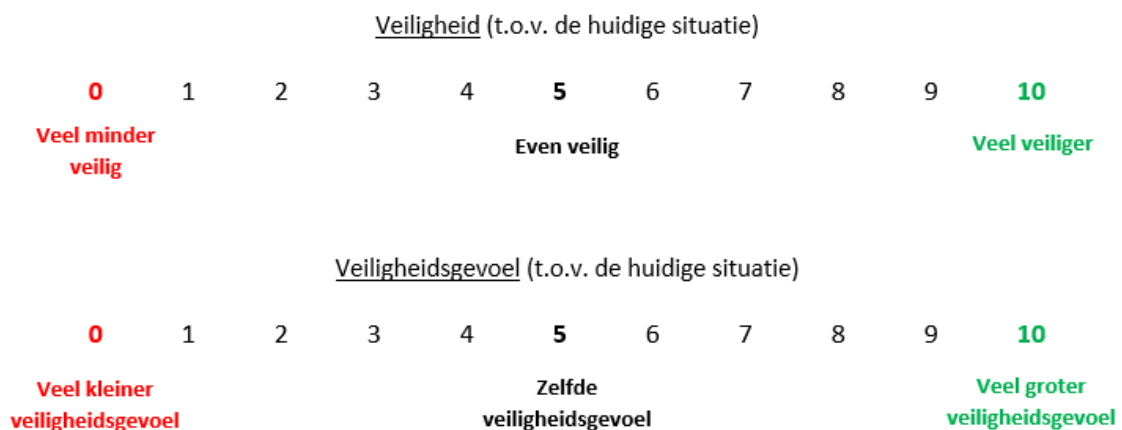 Veiligheid (t.o.v. de huidige situatie)
0 1 2 3 4 5 6 7 8 9 10
Veel minder veilig Even veilig Veel veiliger
Veiligheidsgevoel (t.o.v. de huidige situatie)
0 1 2 3 4 5 6 7 8 9 10
Veel kleiner veiligheidsgevoel Zelfde veiligheidsgevoel Veel groter veiligheidsgevoel